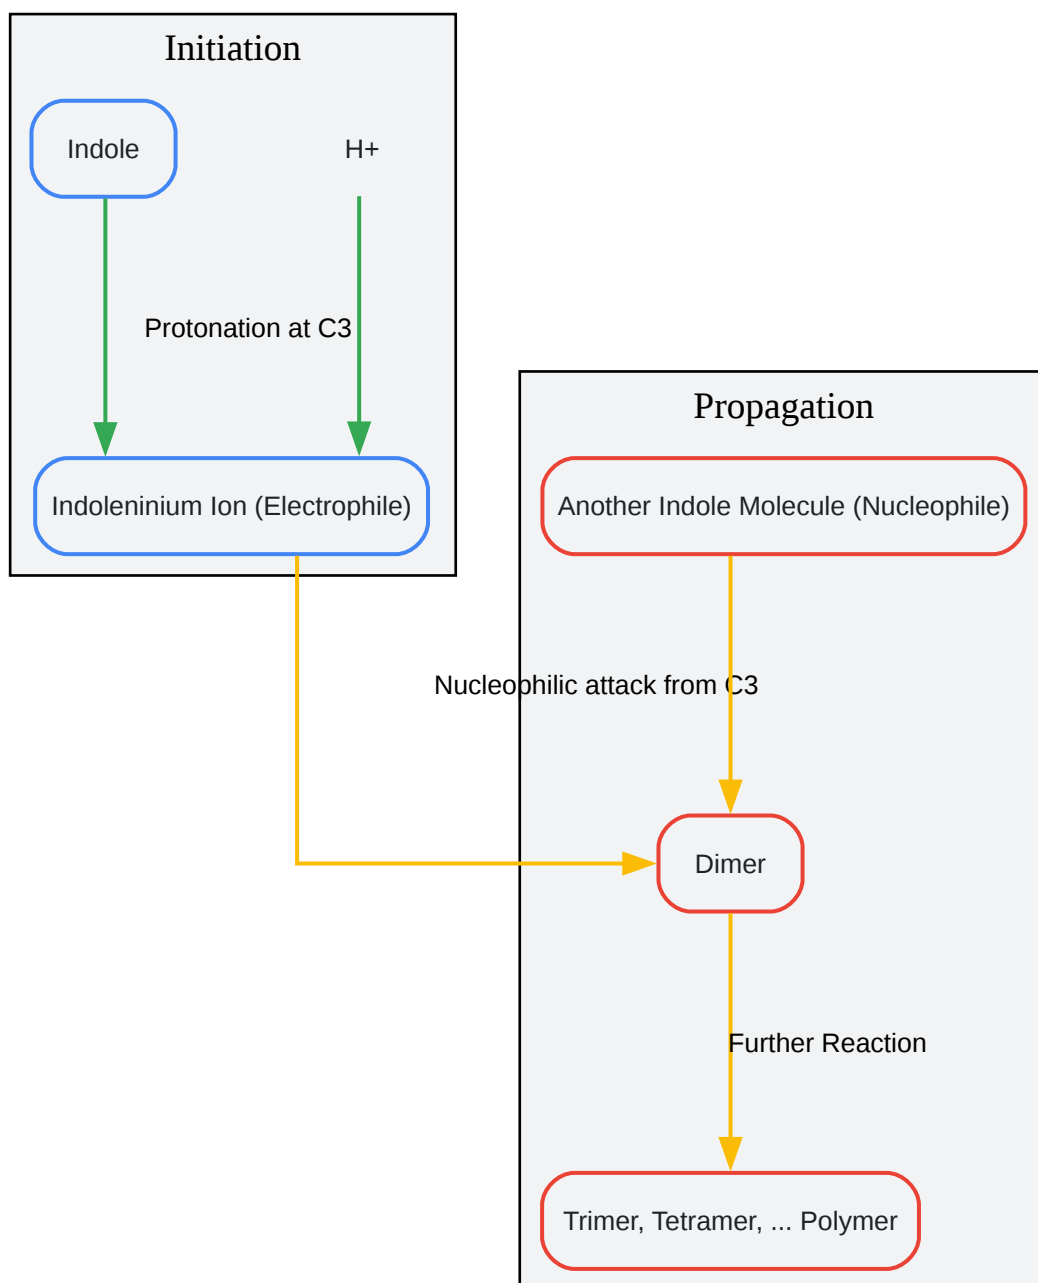 Initiation
Indole
H+
Protonation at C3
Indoleninium Ion (Electrophile)
Propagation
Another Indole Molecule (Nucleophile)
Nucleophilic attack from C3
Dimer
Further Reaction
Trimer, Tetramer, ... Polymer